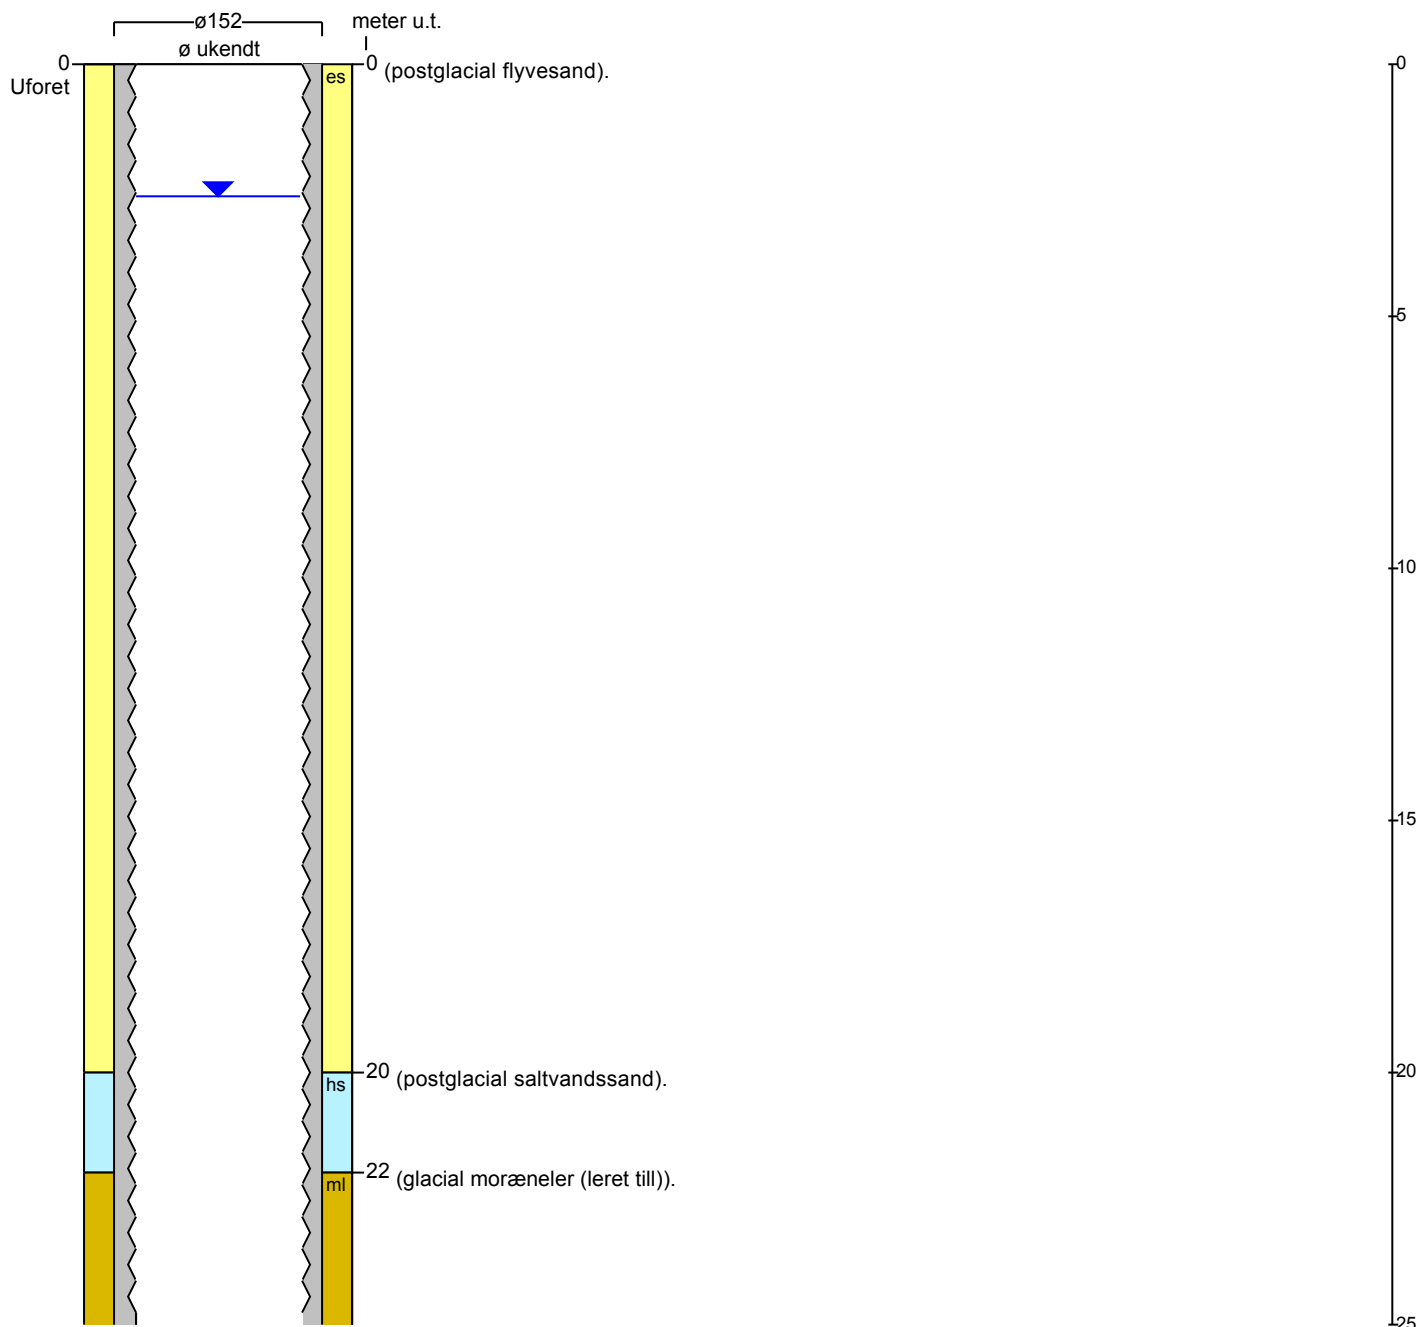 ø152 meter u.t.
ø ukendt
0 0 (postglacial flyvesand). 0
Uforet es
5
10
15
20 (postglacial saltvandssand). 20
hs
22 (glacial moræneler (leret till)).
ml
25